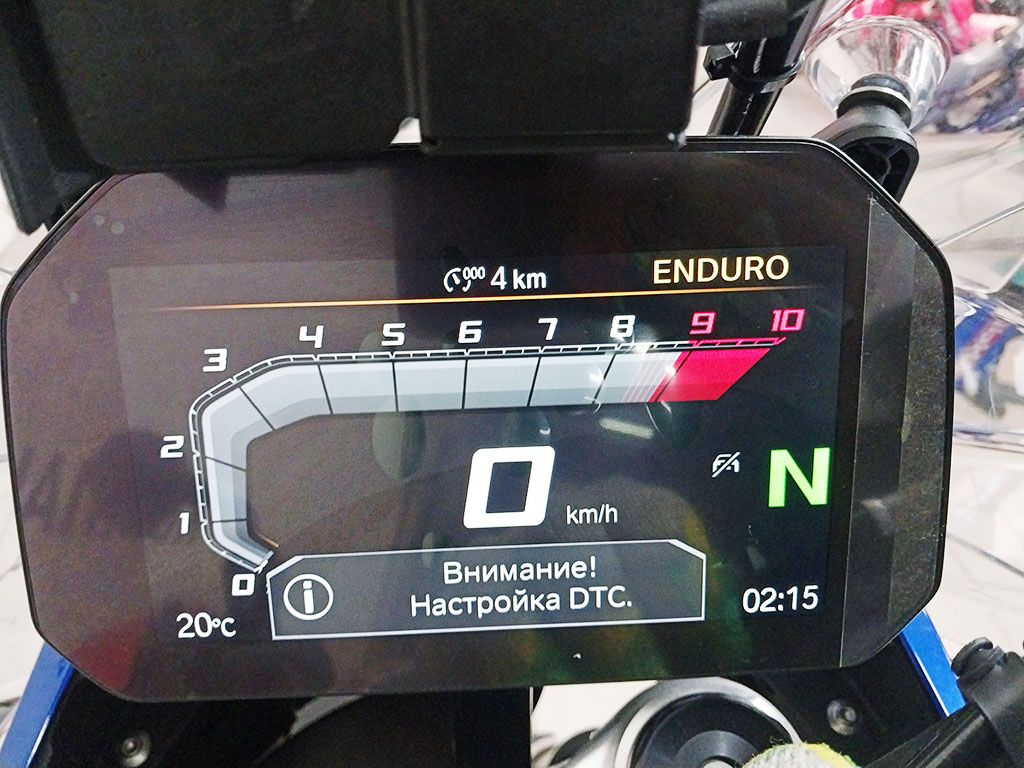 000 4 km
ENDURO
4 5 6 7 8 9 10
3
2
1
0
0
km/h
N
Внимание!
Настройка DTC.
20°C
02:15